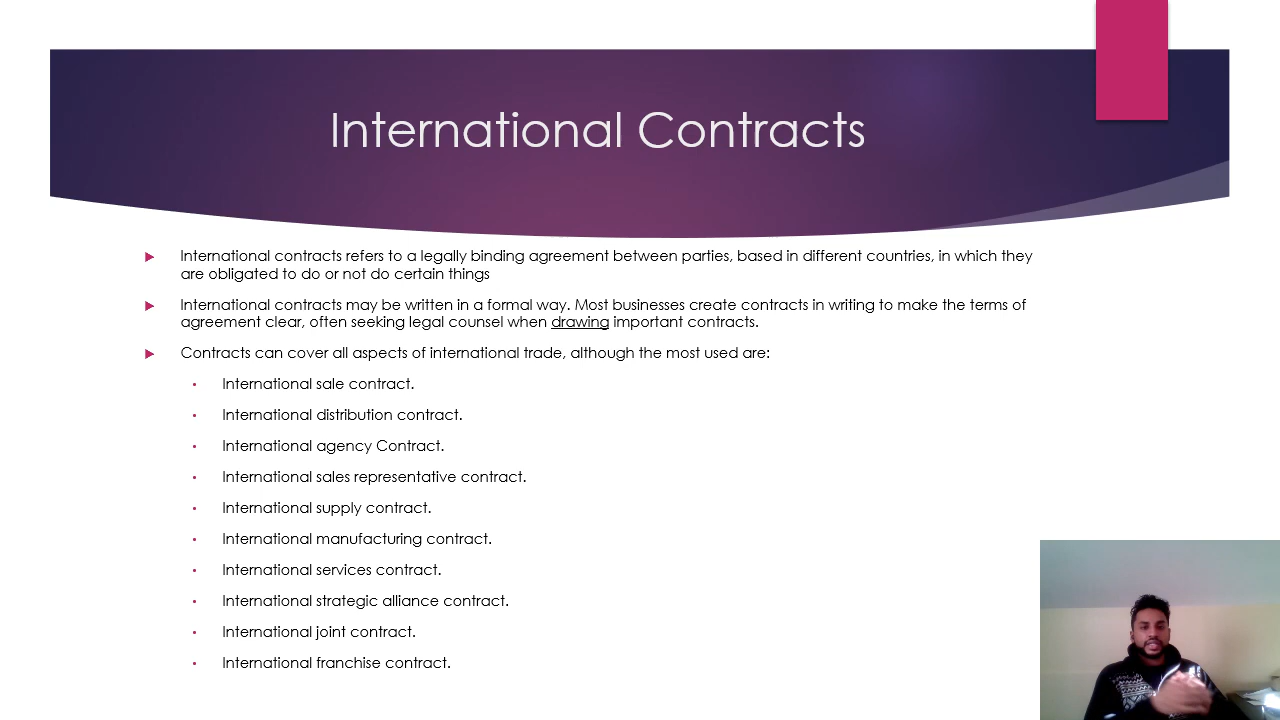 International Contracts
International contracts refers to a legally binding agreement between parties, based in different countries, in which they
are obligated to do or not do certain things
International contracts may be written in a formal way. Most businesses create contracts in writing to make the terms of
agreement clear, often seeking legal counsel when drawing important contracts.
Contracts can cover all aspects of international trade, although the most used are:
International sale contract.
International distribution contract.
International agency Contract.
International sales representative contract.
International supply contract.
International manufacturing contract.
International services contract.
International strategic alliance contract.
International joint contract.
International franchise contract.